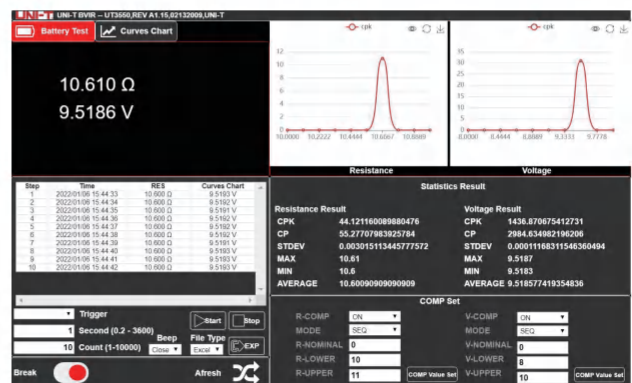 UNI-T UNI-T BVIR -- UT3550,REV A1.15,02132009,UNI-T
Battery Test Curves Chart
10.610 Ω
9.5186 V
cpk
12
10
8
6
4
2
0
10.0000 10.2222 10.4444 10.6667 10.8889
Resistance
cpk
35
30
25
20
15
10
5
0
8.0000 8.4444 8.8889 9.3333 9.7778
Voltage
Step Time RES Curves Chart
1 2022/01/06 15:44:33 10.600 Ω 9.5193 V
2 2022/01/06 15:44:34 10.600 Ω 9.5192 V
3 2022/01/06 15:44:35 10.600 Ω 9.5191 V
4 2022/01/06 15:44:36 10.600 Ω 9.5192 V
5 2022/01/06 15:44:37 10.600 Ω 9.5192 V
6 2022/01/06 15:44:38 10.600 Ω 9.5192 V
7 2022/01/06 15:44:39 10.600 Ω 9.5191 V
8 2022/01/06 15:44:40 10.600 Ω 9.5192 V
9 2022/01/06 15:44:41 10.600 Ω 9.5193 V
10 2022/01/06 15:44:42 10.600 Ω 9.5193 V
Trigger
Start Stop
1 Second (0.2 - 3600)
Beep File Type
10 Count (1-10000) Close Excel EXP
Break Afresh
Statistics Result
Resistance Result
CPK 44.121160089880476
CP 55.27707983925784
STDEV 0.003015113445777572
MAX 10.61
MIN 10.6
AVERAGE 10.60090909090909
Voltage Result
CPK 1436.870675412731
CP 2984.634982196206
STDEV 0.00011168311546360494
MAX 9.5187
MIN 9.5183
AVERAGE 9.518577419354836
COMP Set
R-COMP ON
MODE SEQ
R-NOMINAL 0
R-LOWER 10
R-UPPER 11 COMP Value Set
V-COMP ON
MODE SEQ
V-NOMINAL 0
V-LOWER 8
V-UPPER 10 COMP Value Set